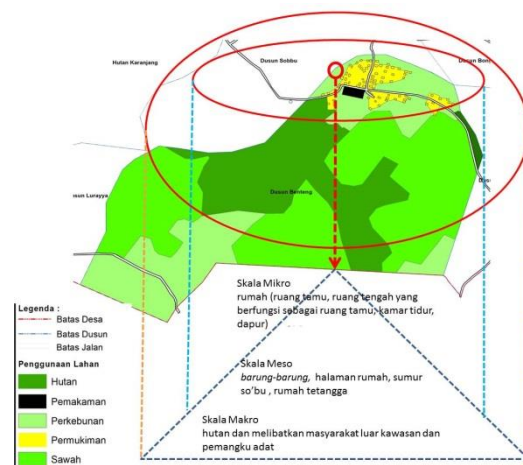 Hutan Karanjang
Dusun Sobbu
Dusun Bon
Dusun Benteng
Dus
sun Lurayya
Skala Mikro
rumah (ruang tamu, ruang tengah yang
berfungsi sebagai ruang tamu, kamar tidur,
dapur)
Skala Meso
barung-barung, halaman rumah, sumur
so'bu , rumah tetangga
Skala Makro
hutan dan melibatkan masyarakat luar kawasan dan
pemangku adat
Legenda :
Batas Desa
Batas Dusun
Batas Jalan
Penggunaan Lahan
Hutan
Pemakaman
Perkebunan
Permukiman
Sawah